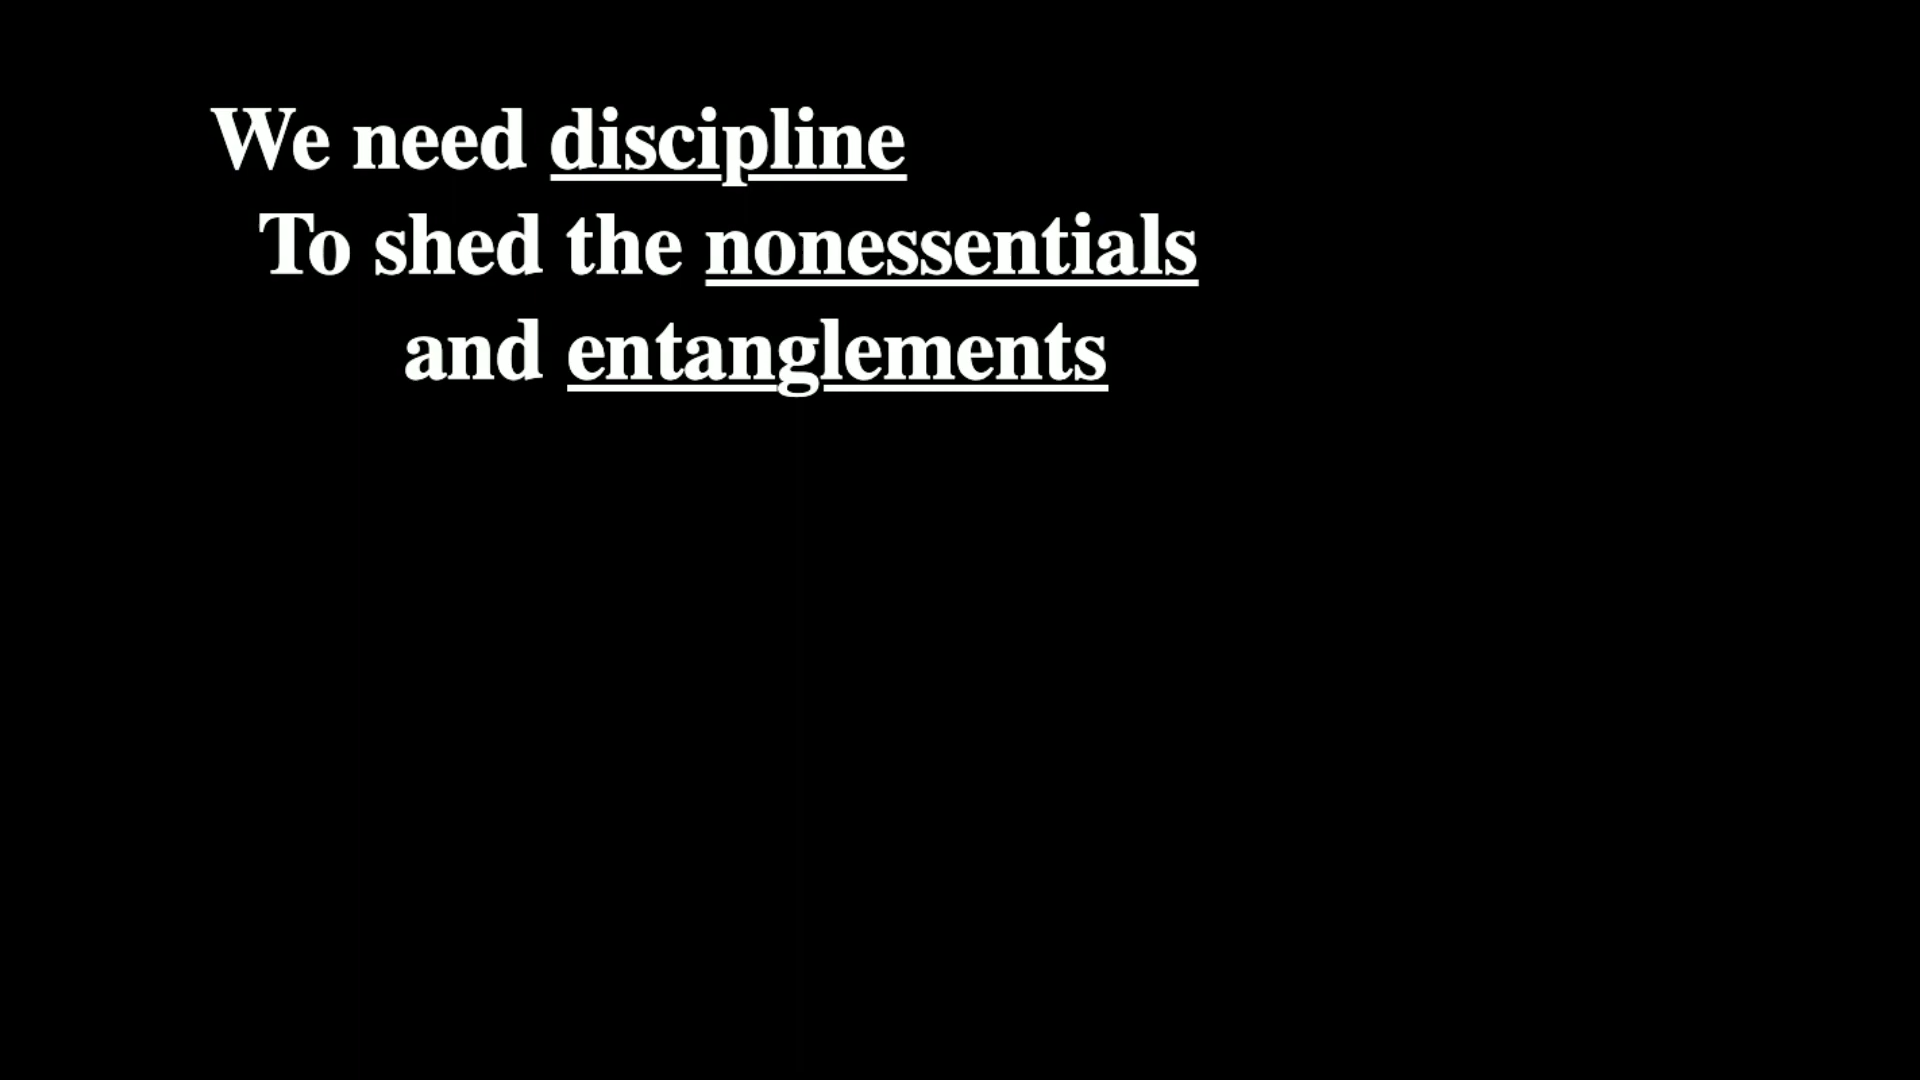 We need discipline
To shed the nonessentials
and entanglements